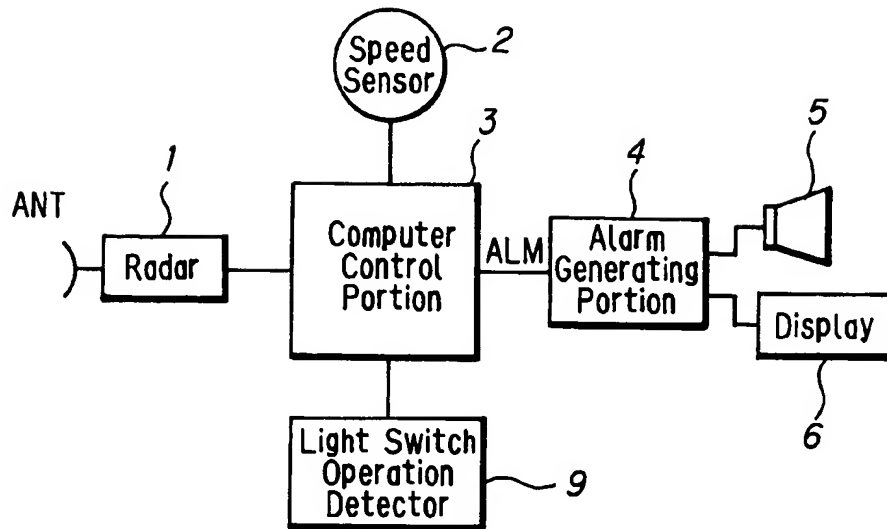 2
Speed
Sensor
3
1
ANT
Radar
Computer
Control
Portion
ALM
4
Alarm
Generating
Portion
5
Display
6
Light Switch
Operation
Detector
9